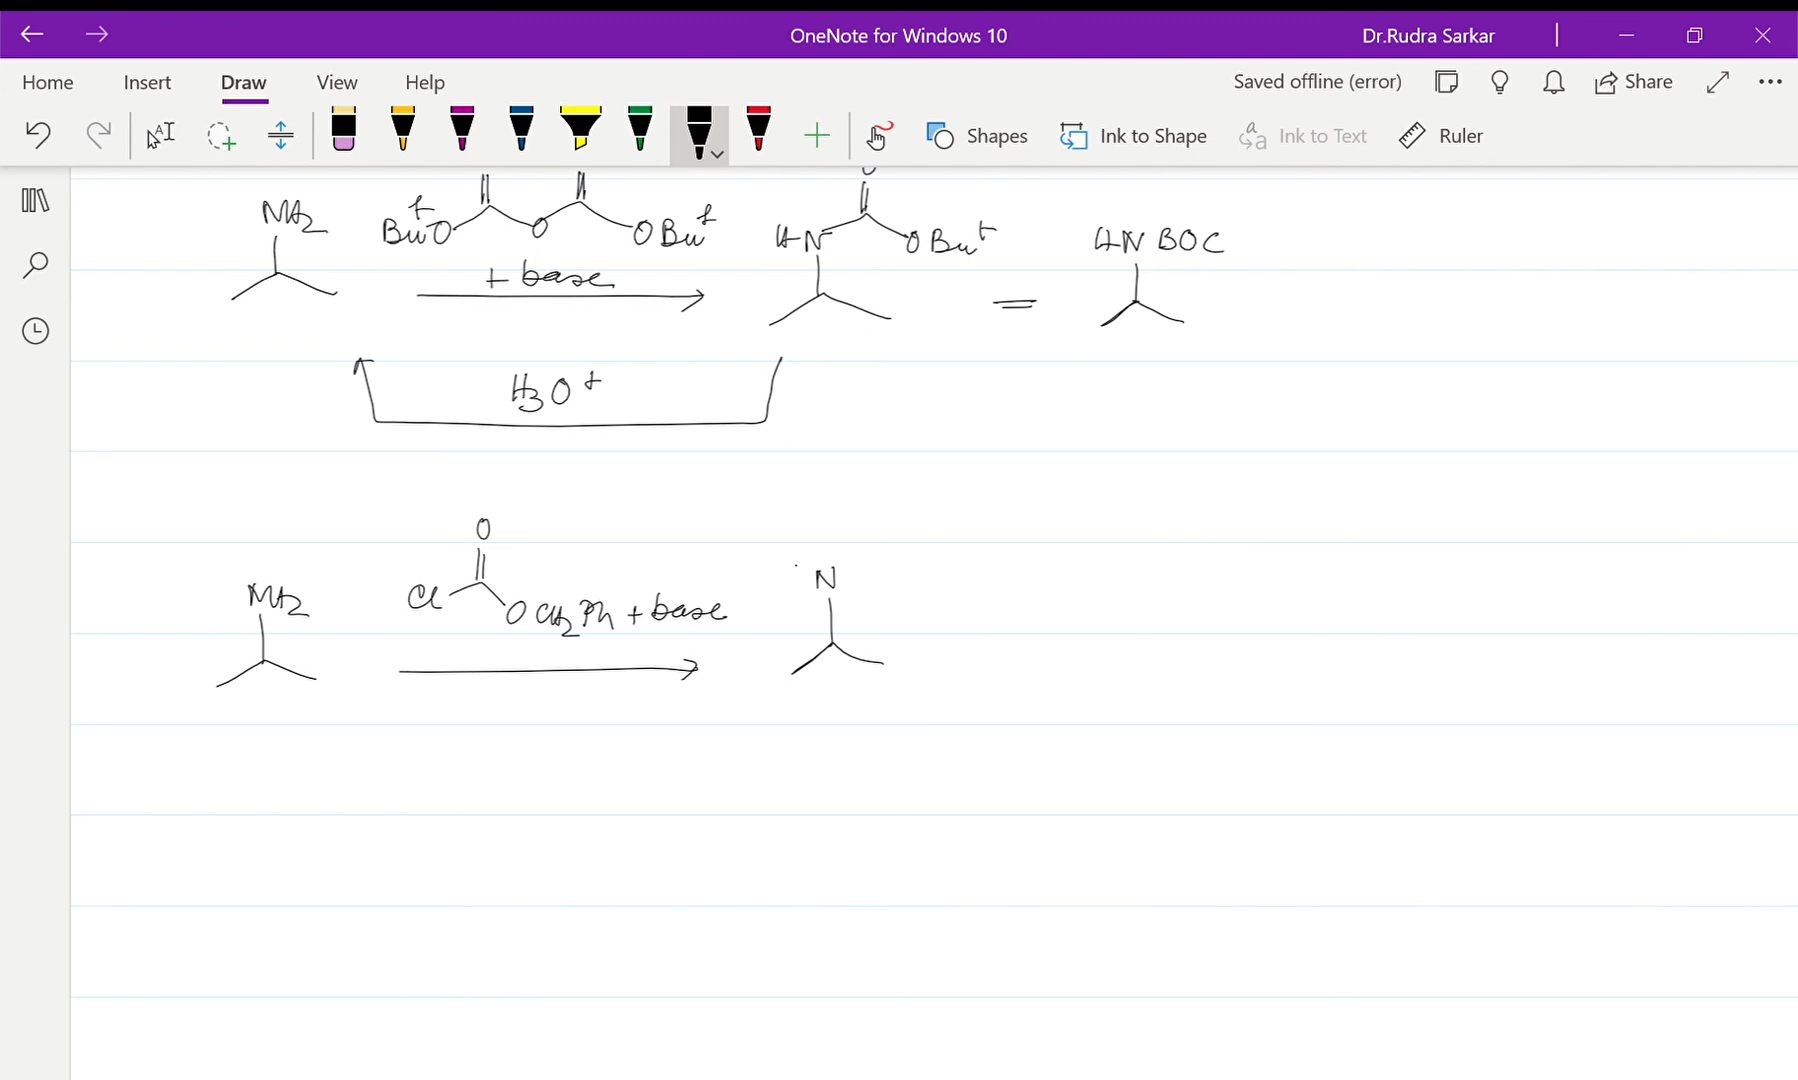 OneNote for Windows 10
Dr.Rudra Sarkar
Home Insert Draw View Help
Saved offline (error)
Share
Shapes
Ink to Shape
Ink to Text
Ruler
NH2
ButO O OBut
+ base
HN OBut
=
HN BOC
H3O+
O
NH2
Cl OCH2Ph + base
N